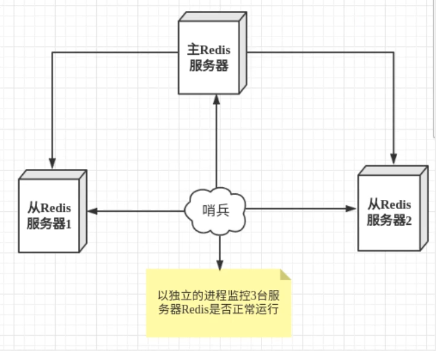 主Redis
服务器
从Redis
服务器1
哨兵
从Redis
服务器2
以独立的进程监控3台服
务器Redis是否正常运行